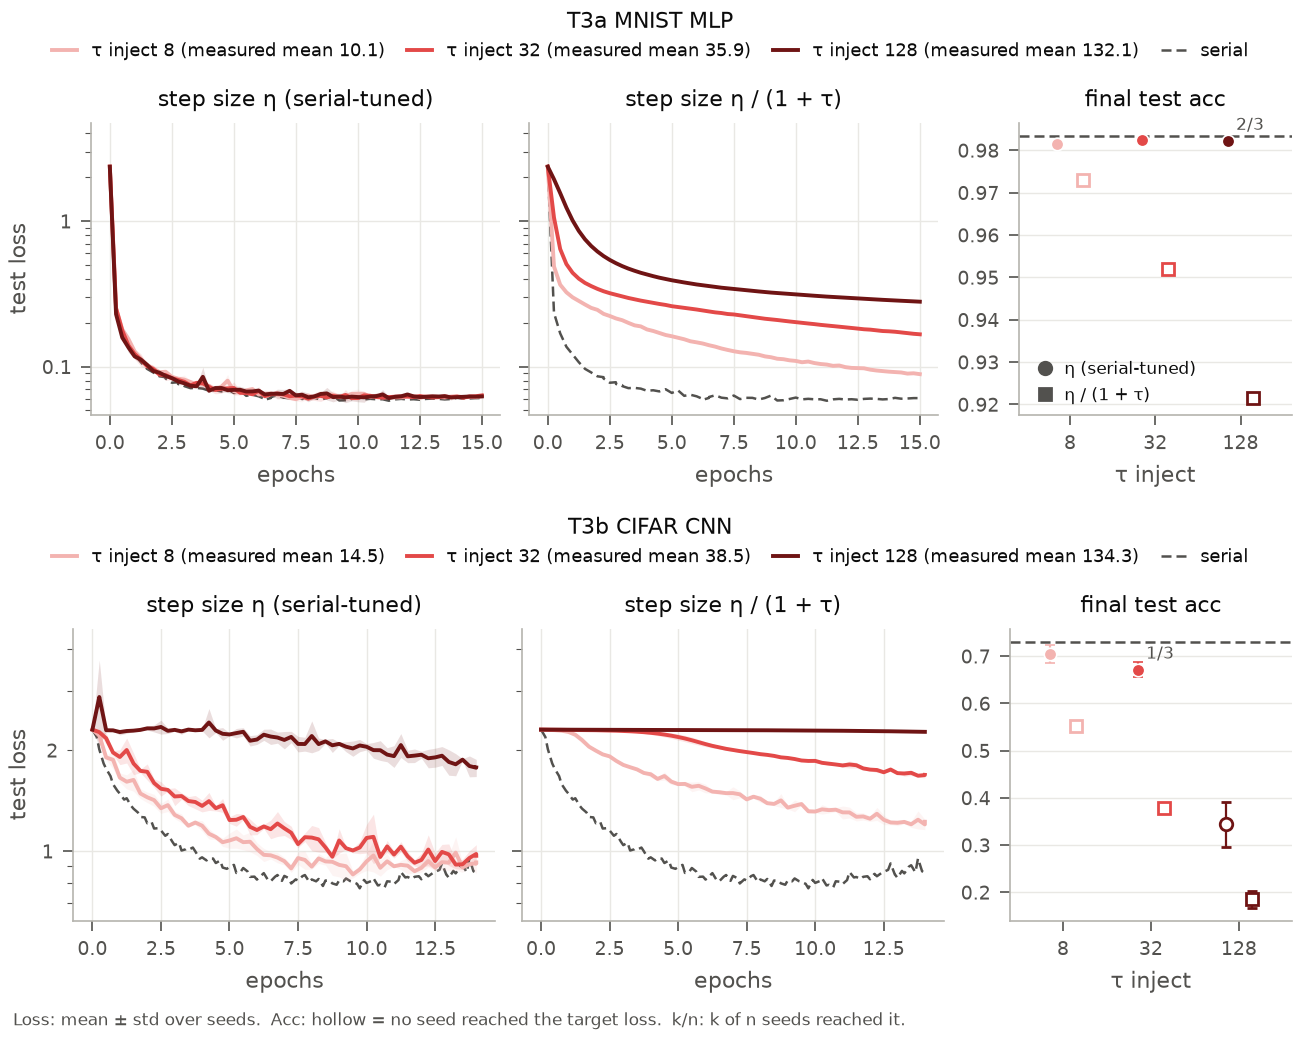 T3a MNIST MLP
τ inject 8 (measured mean 10.1) τ inject 32 (measured mean 35.9) τ inject 128 (measured mean 132.1) serial
step size η (serial-tuned) step size η / (1 + τ) final test acc
test loss
1
0.1
0.0 2.5 5.0 7.5 10.0 12.5 15.0
epochs
0.0 2.5 5.0 7.5 10.0 12.5 15.0
epochs
2/3
0.98
0.97
0.96
0.95
0.94
0.93
0.92
η (serial-tuned)
η / (1 + τ)
8 32 128
τ inject
T3b CIFAR CNN
τ inject 8 (measured mean 14.5) τ inject 32 (measured mean 38.5) τ inject 128 (measured mean 134.3) serial
step size η (serial-tuned) step size η / (1 + τ) final test acc
test loss
2
1
0.0 2.5 5.0 7.5 10.0 12.5
epochs
0.0 2.5 5.0 7.5 10.0 12.5
epochs
1/3
0.7
0.6
0.5
0.4
0.3
0.2
8 32 128
τ inject
Loss: mean ± std over seeds. Acc: hollow = no seed reached the target loss. k/n: k of n seeds reached it.